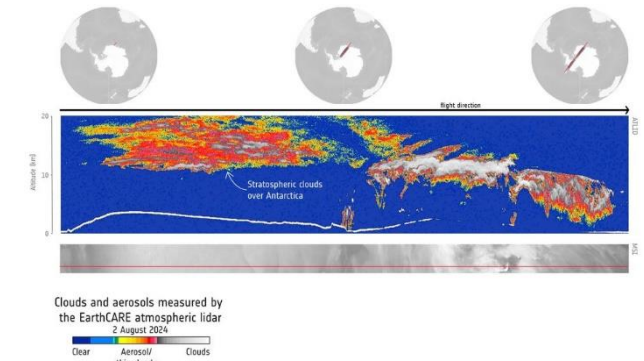 flight direction
20
10
0
Altitude [km]
ATLID
Stratospheric clouds
over Antarctica
MSI
Clouds and aerosols measured by
the EarthCARE atmospheric lidar
2 August 2024
Clear Aerosol/ Clouds